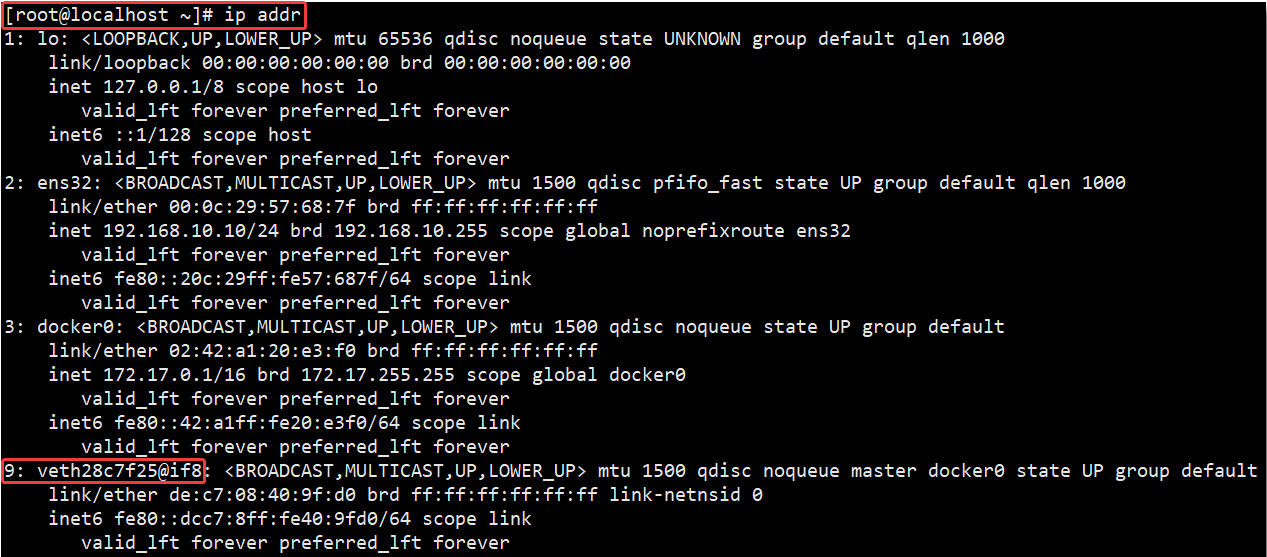 [root@localhost ~]# ip addr
1: lo: <LOOPBACK,UP,LOWER_UP> mtu 65536 qdisc noqueue state UNKNOWN group default qlen 1000
    link/loopback 00:00:00:00:00:00 brd 00:00:00:00:00:00
    inet 127.0.0.1/8 scope host lo
       valid_lft forever preferred_lft forever
    inet6 ::1/128 scope host
       valid_lft forever preferred_lft forever
2: ens32: <BROADCAST,MULTICAST,UP,LOWER_UP> mtu 1500 qdisc pfifo_fast state UP group default qlen 1000
    link/ether 00:0c:29:57:68:7f brd ff:ff:ff:ff:ff:ff
    inet 192.168.10.10/24 brd 192.168.10.255 scope global noprefixroute ens32
       valid_lft forever preferred_lft forever
    inet6 fe80::20c:29ff:fe57:687f/64 scope link
       valid_lft forever preferred_lft forever
3: docker0: <BROADCAST,MULTICAST,UP,LOWER_UP> mtu 1500 qdisc noqueue state UP group default
    link/ether 02:42:a1:20:e3:f0 brd ff:ff:ff:ff:ff:ff
    inet 172.17.0.1/16 brd 172.17.255.255 scope global docker0
       valid_lft forever preferred_lft forever
    inet6 fe80::42:a1ff:fe20:e3f0/64 scope link
       valid_lft forever preferred_lft forever
9: veth28c7f25@if8: <BROADCAST,MULTICAST,UP,LOWER_UP> mtu 1500 qdisc noqueue master docker0 state UP group default
    link/ether de:c7:08:40:9f:d0 brd ff:ff:ff:ff:ff:ff link-netnsid 0
    inet6 fe80::dcc7:8ff:fe40:9fd0/64 scope link
       valid_lft forever preferred_lft forever